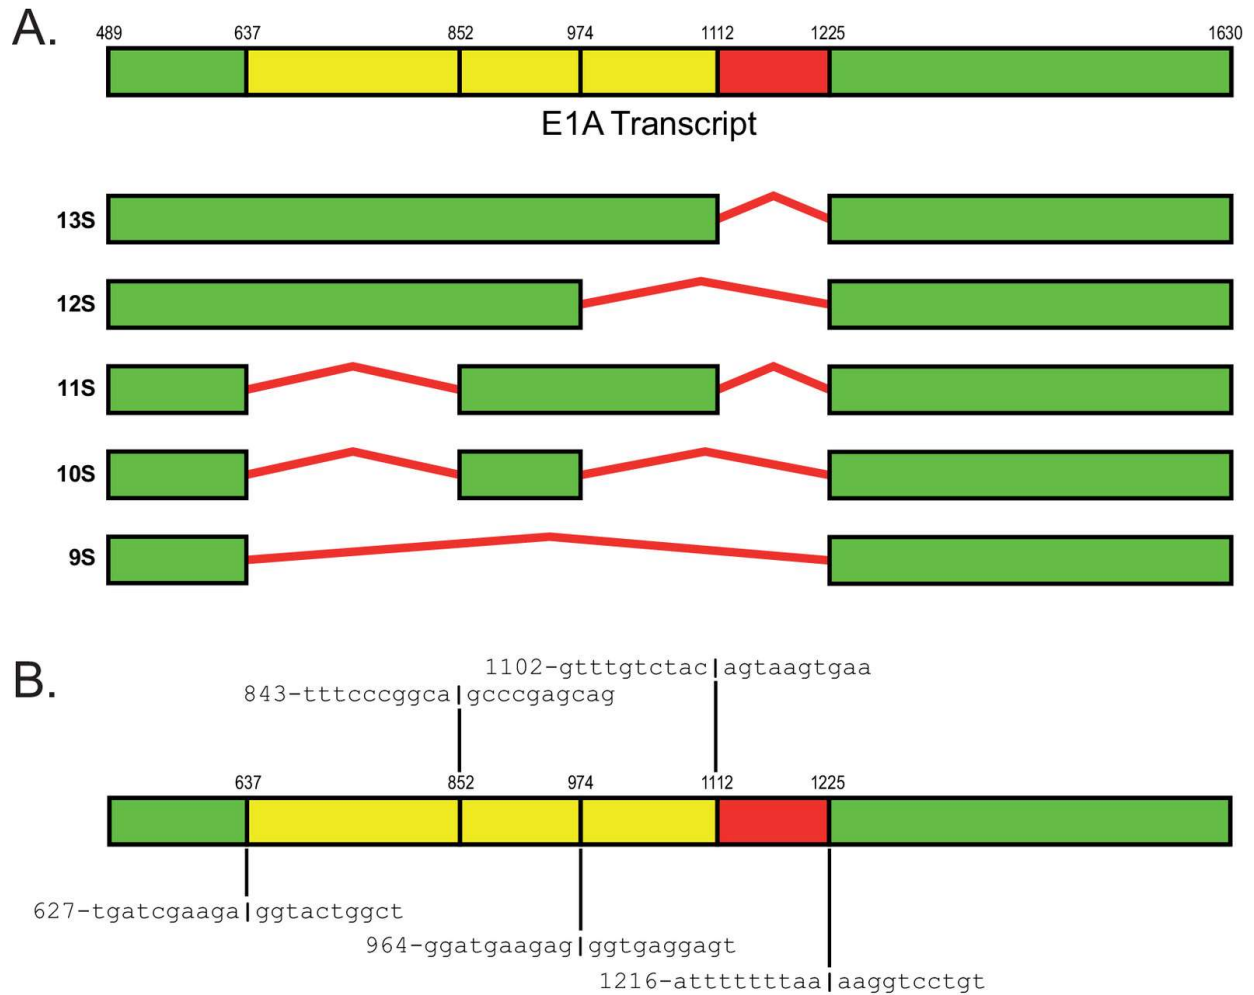 A.
489 637 852 974 1112 1225 1630
E1A Transcript
13S
12S
11S
10S
9S
B.
1102-gtttgtctac|agtaagtgaa
843-tttcccggca|gcccgagcag
637 852 974 1112 1225
627-tgatcgaaga|ggtactggct
964-ggatgaagag|ggtgaggagt
1216-attttttttaa|aaggtcctgt